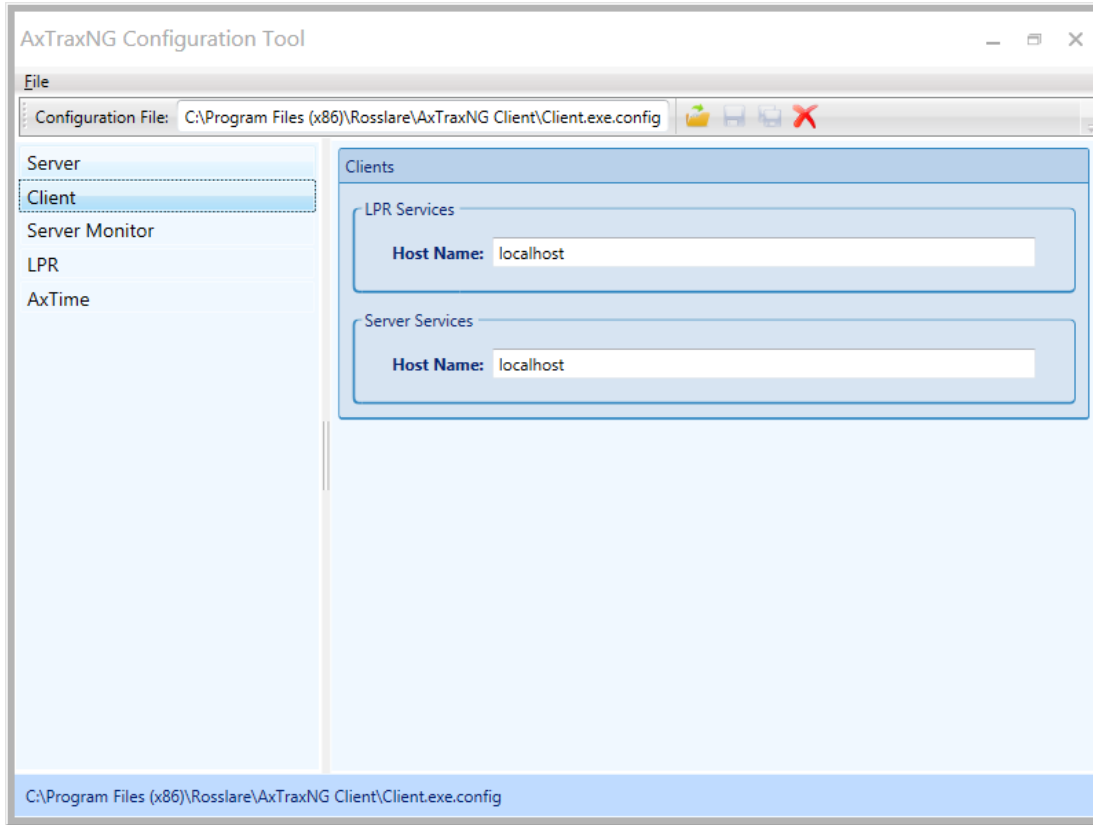 AxTraxNG Configuration Tool
File
Configuration File: C:\Program Files (x86)\Rosslare\AxTraxNG Client\Client.exe.config
Server
Client
Server Monitor
LPR
AxTime
Clients
LPR Services
Host Name: localhost
Server Services
Host Name: localhost
C:\Program Files (x86)\Rosslare\AxTraxNG Client\Client.exe.config